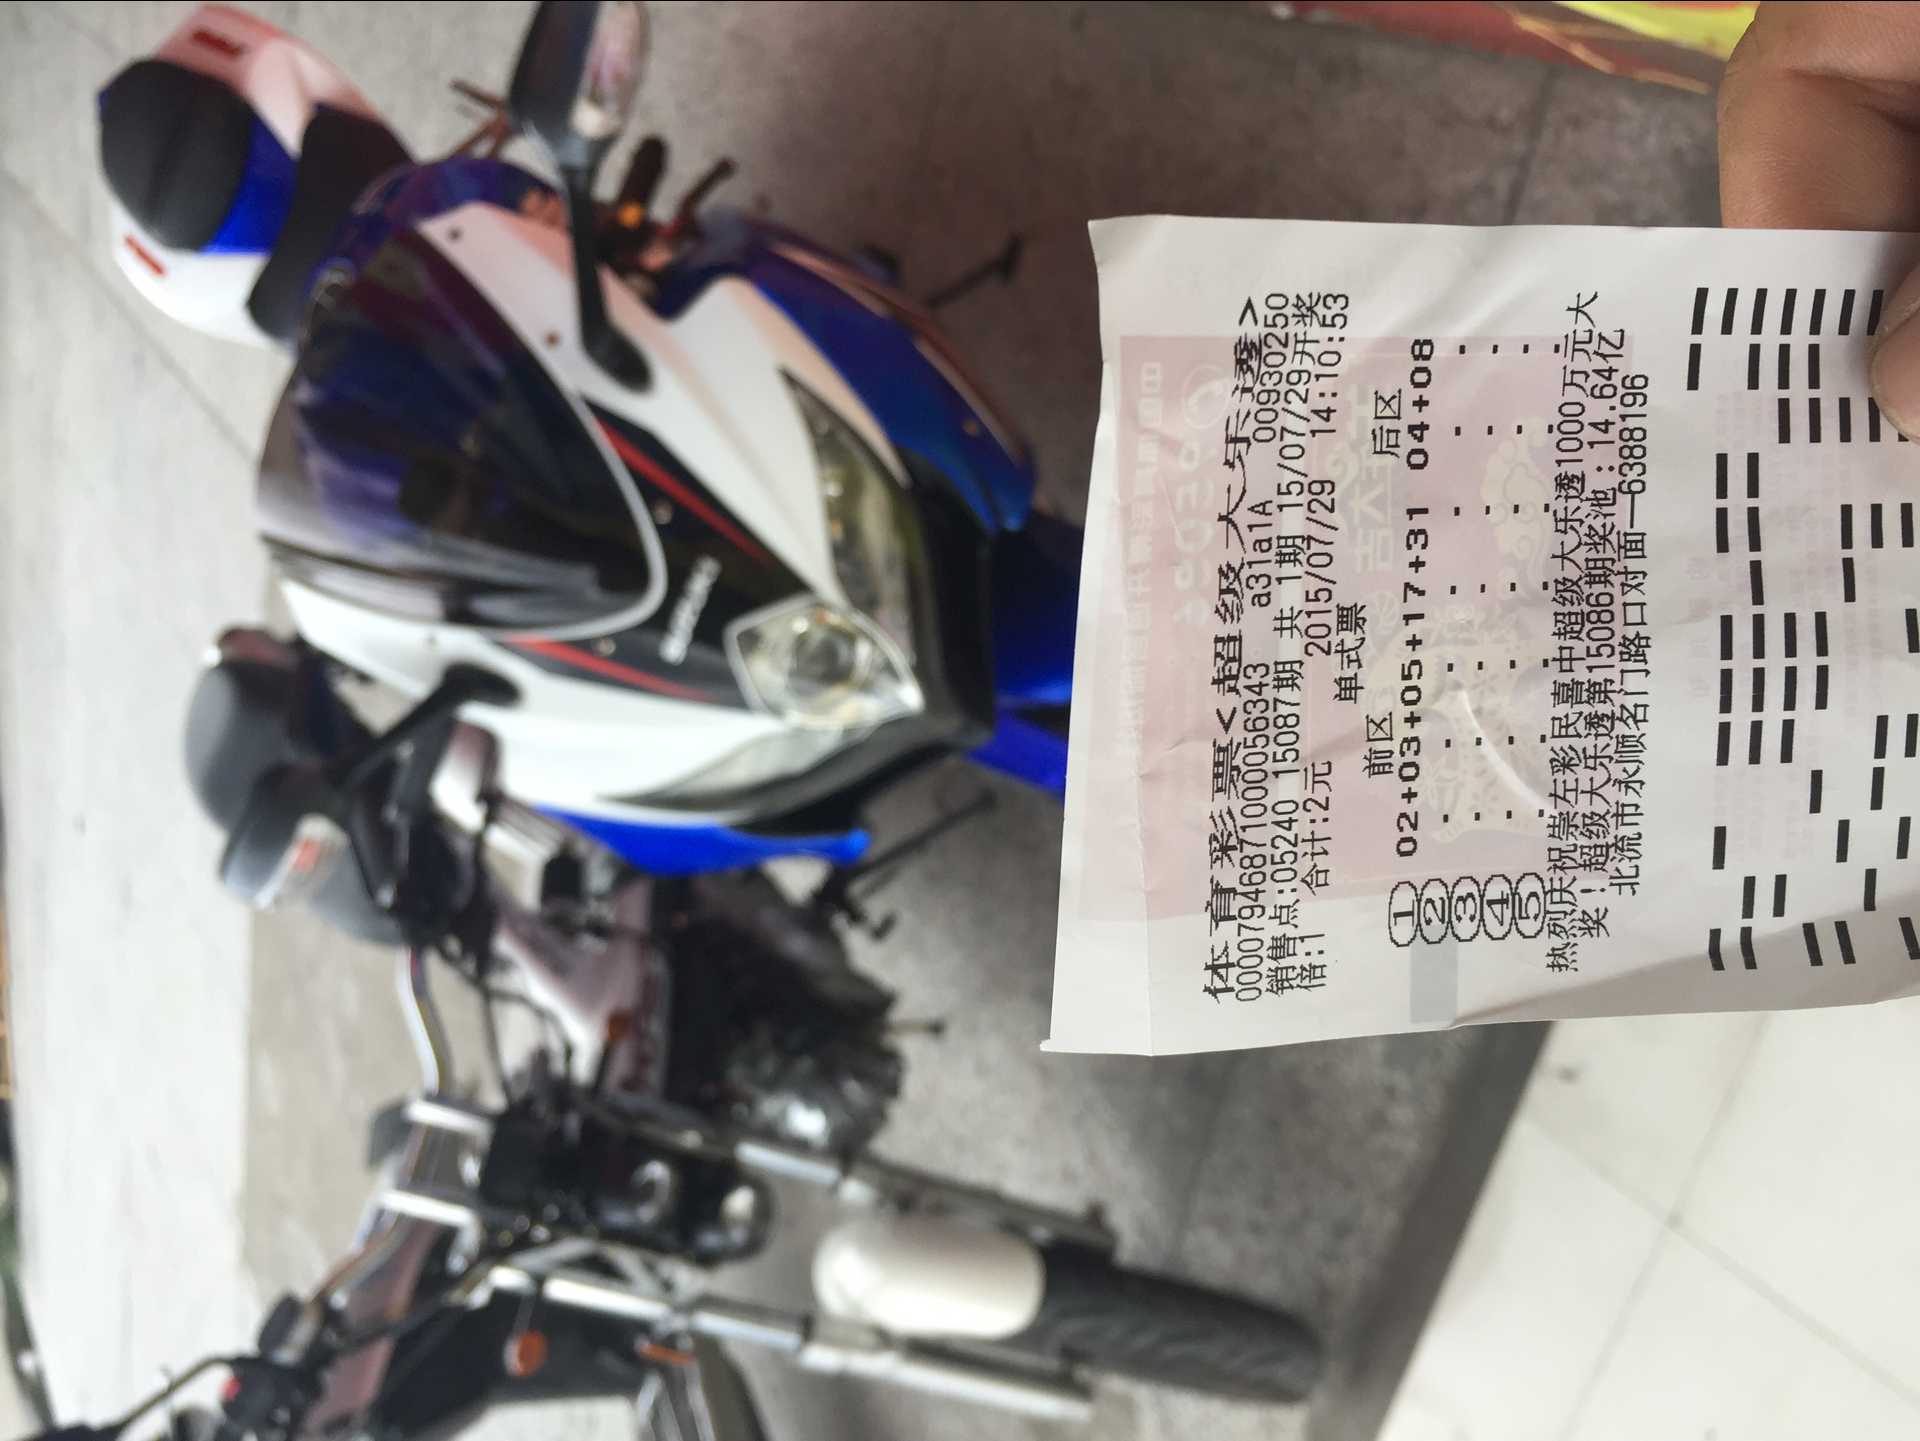 体育彩票<超级大乐透>
000079468710000056343 a31a1A 00930250
销售点:05240 15087期 共1期 15/07/29开奖
倍:1 合计:2元 2015/07/29 14:10:53
单式票
前区 后区
① 02+03+05+17+31 04+08
②
③
④
⑤
热烈庆祝崇左彩民喜中超级大乐透1000万元大
奖！超级大乐透第15086期奖池:14.64亿
北流市永顺名门路口对面—6388196
SUZUKI